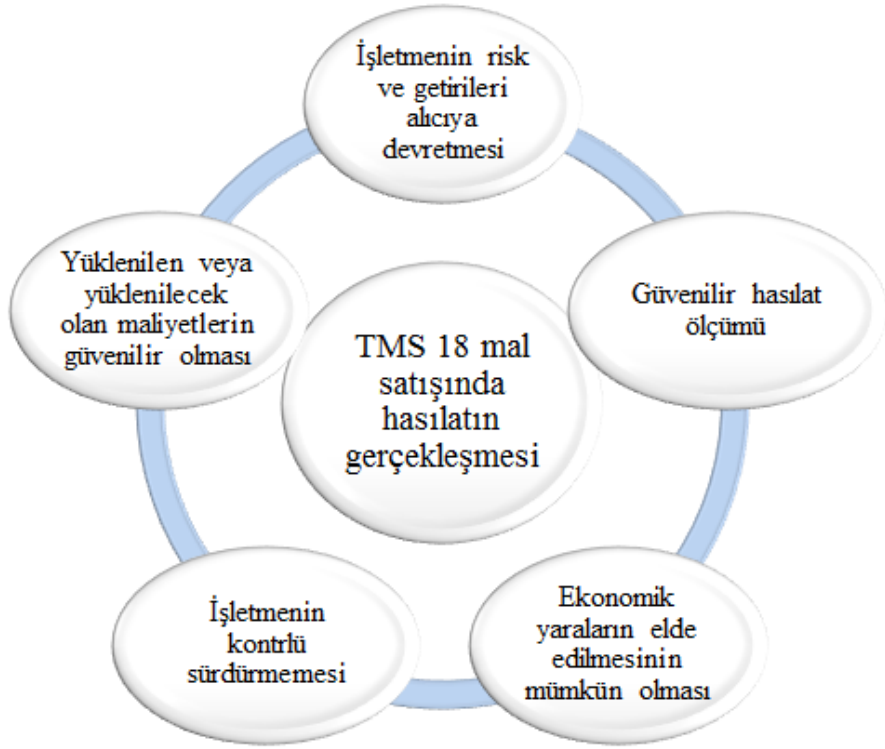 İşletmenin risk
ve getirileri
alıcıya
devretmesi
Yüklenilen veya
yüklenilecek
olan maliyetlerin
güvenilir olması
Güvenilir hasılat
ölçümü
TMS 18 mal
satışında
hasılatın
gerçekleşmesi
İşletmenin
kontrlü
sürdürmemesi
Ekonomik
yaraların elde
edilmesinin
mümkün olması